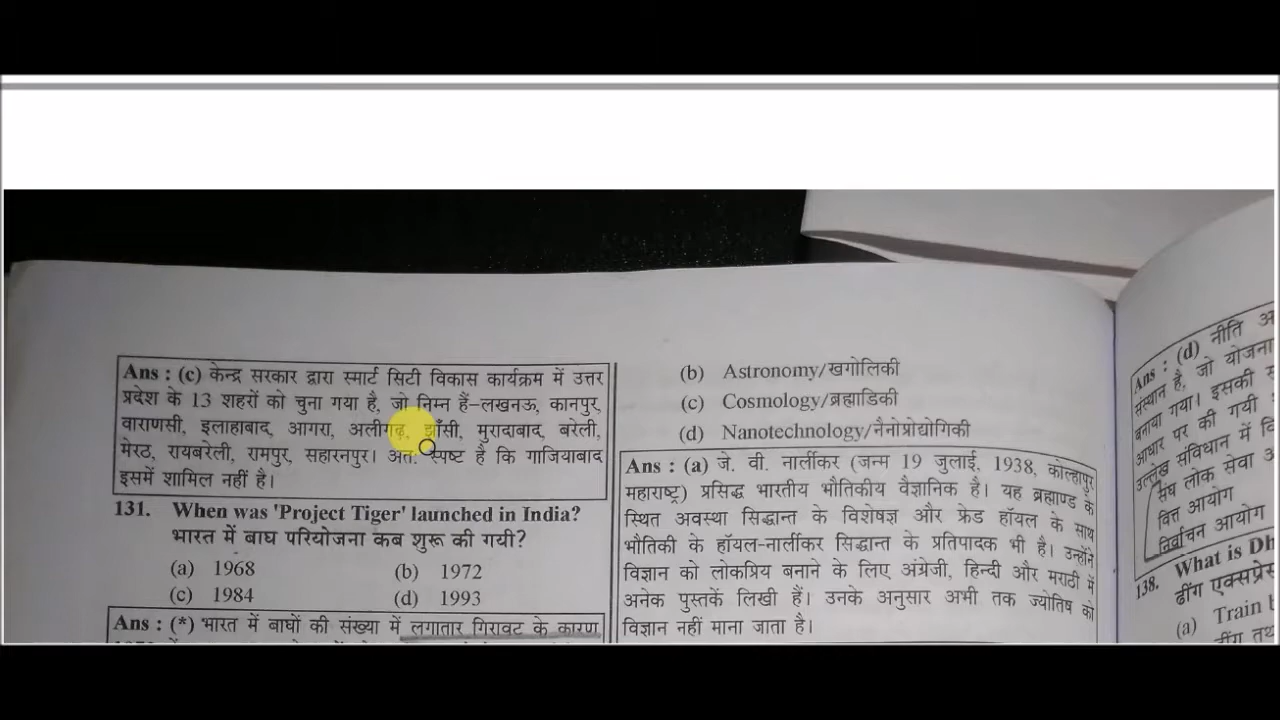 Ans : (c) केन्द्र सरकार द्वारा स्मार्ट सिटी विकास कार्यक्रम में उत्तर
प्रदेश के 13 शहरों को चुना गया है, जो निम्न हैं–लखनऊ, कानपुर,
वाराणसी, इलाहाबाद, आगरा, अलीगढ़, झाँसी, मुरादाबाद, बरेली,
मेरठ, रायबरेली, रामपुर, सहारनपुर। अतः स्पष्ट है कि गाजियाबाद
इसमें शामिल नहीं है।
131. When was 'Project Tiger' launched in India?
भारत में बाघ परियोजना कब शुरू की गयी?
(a) 1968 (b) 1972
(c) 1984 (d) 1993
Ans : (*) भारत में बाघों की संख्या में लगातार गिरावट के कारण
(b) Astronomy/खगोलिकी
(c) Cosmology/ब्रह्माडिकी
(d) Nanotechnology/नैनोप्रोद्योगिकी
Ans : (a) जे. वी. नार्लीकर (जन्म 19 जुलाई, 1938, कोल्हापुर
महाराष्ट्र) प्रसिद्ध भारतीय भौतिकीय वैज्ञानिक है। यह ब्रह्माण्ड के
स्थित अवस्था सिद्धान्त के विशेषज्ञ और फ्रेड हॉयल के साथ
भौतिकी के हॉयल-नार्लीकर सिद्धान्त के प्रतिपादक भी है। उन्होंने
विज्ञान को लोकप्रिय बनाने के लिए अंग्रेजी, हिन्दी और मराठी में
अनेक पुस्तकें लिखी हैं। उनके अनुसार अभी तक ज्योतिष को
विज्ञान नहीं माना जाता है।
Ans : (d) नीति
संस्थान है, जो योजना
बनाया गया। इसकी
आधार पर की गयी
उल्लेख संविधान में
संघ लोक सेवा
वित्त आयोग
निर्वाचन आयोग
138. What is
ढींग एक्सप्रेस
(a) Train